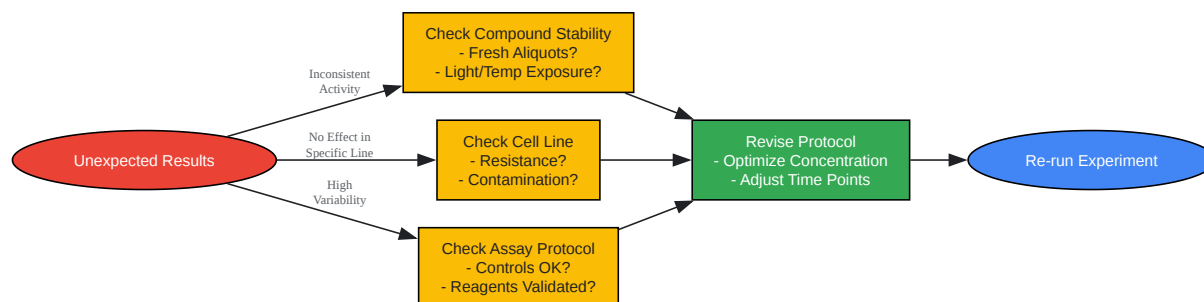 Unexpected Results
Inconsistent
Activity
No Effect in
Specific Line
High
Variability
Check Compound Stability
- Fresh Aliquots?
- Light/Temp Exposure?
Check Cell Line
- Resistance?
- Contamination?
Check Assay Protocol
- Controls OK?
- Reagents Validated?
Revise Protocol
- Optimize Concentration
- Adjust Time Points
Re-run Experiment